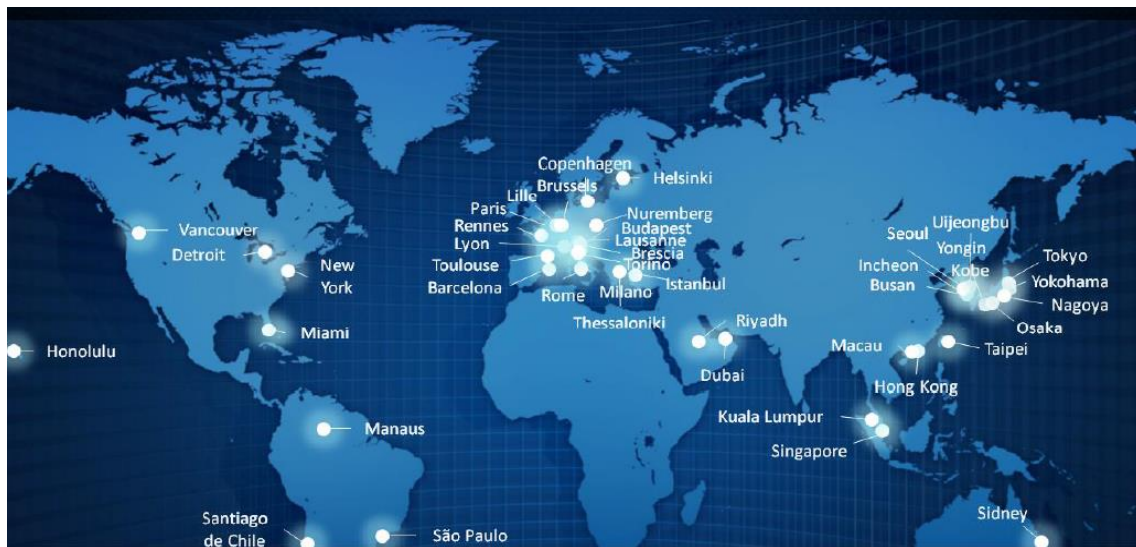 Copenhagen
Helsinki
Brussels
Lille
Paris
Nuremberg
Rennes
Budapest
Lyon
Lausanne
Brescia
Toulouse
Torino
Barcelona
Rome
Milano
Istanbul
Thessaloniki
Vancouver
Detroit
New
York
Miami
Honolulu
Manaus
Santiago
de Chile
São Paulo
Riyadh
Dubai
Uijeongbu
Seoul
Yongin
Tokyo
Incheon
Kobe
Yokohama
Busan
Nagoya
Osaka
Macau
Taipei
Hong Kong
Kuala Lumpur
Singapore
Sidney